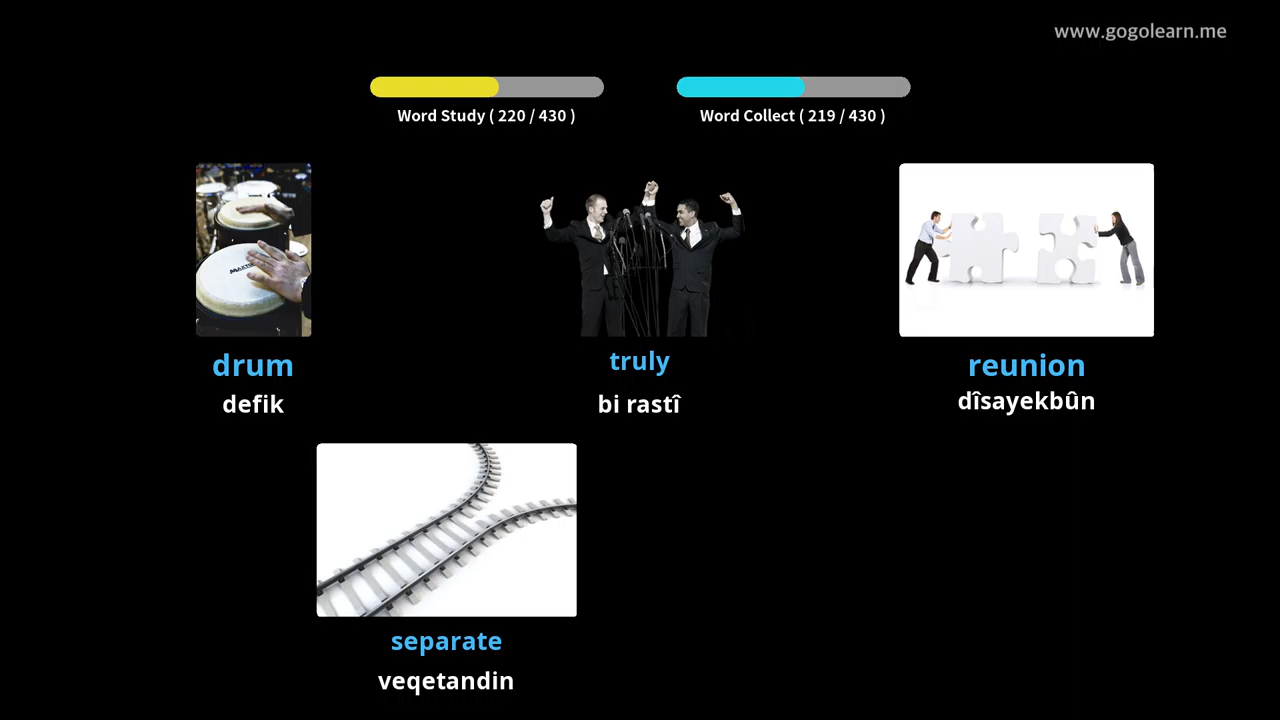 www.gogolearn.me
Word Study ( 220 / 430 )
Word Collect ( 219 / 430 )
drum
truly
reunion
defik
bi rastî
dîsayekbûn
separate
veqetandin